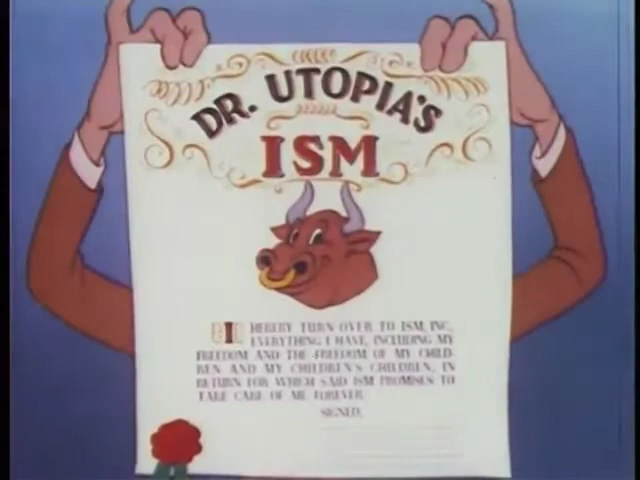 DR. UTOPIA'S
ISM
I HEREBY TURN OVER TO ISM, INC.
EVERYTHING I HAVE, INCLUDING MY
FREEDOM AND THE FREEDOM OF MY CHILD-
REN AND MY CHILDREN'S CHILDREN, IN
RETURN FOR WHICH SAID ISM PROMISES TO
TAKE CARE OF ME FOREVER.
SIGNED,